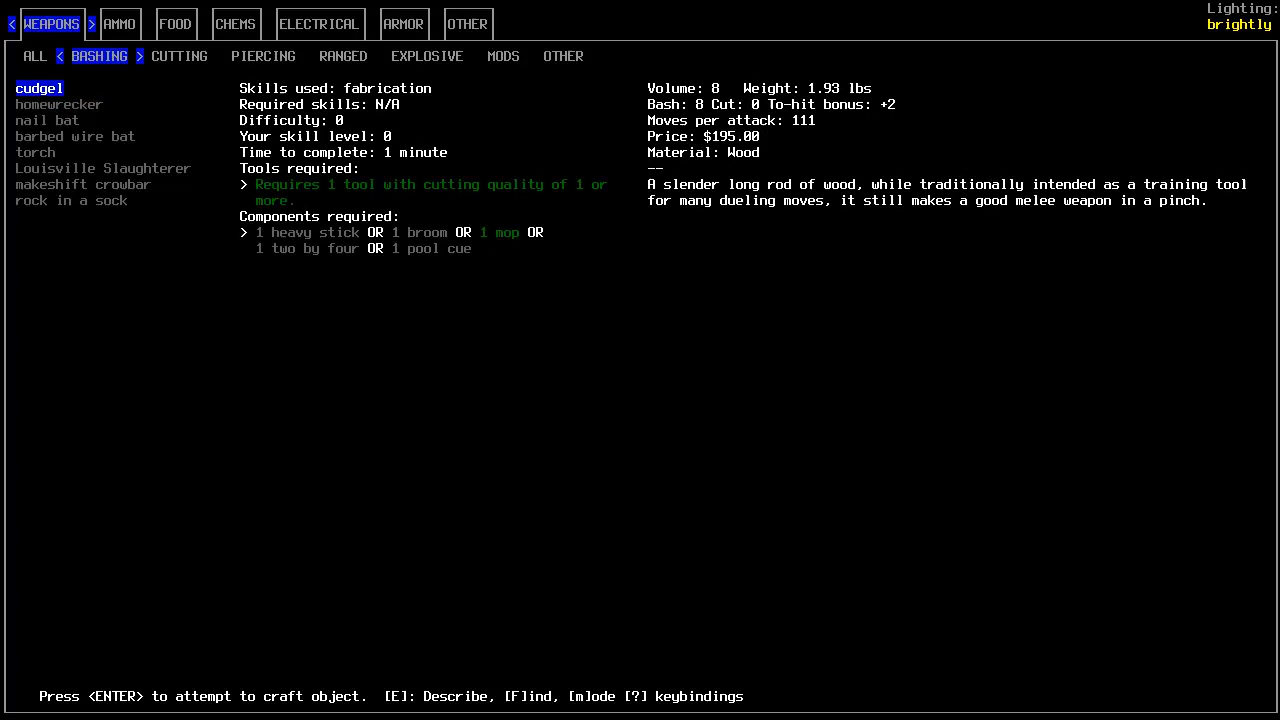 Lighting:
< WEAPONS > AMMO FOOD CHEMS ELECTRICAL ARMOR OTHER brightly
ALL < BASHING > CUTTING PIERCING RANGED EXPLOSIVE MODS OTHER
cudgel
homewrecker
nail bat
barbed wire bat
torch
Louisville Slaughterer
makeshift crowbar
rock in a sock
Skills used: fabrication
Required skills: N/A
Difficulty: 0
Your skill level: 0
Time to complete: 1 minute
Tools required:
> Requires 1 tool with cutting quality of 1 or
more.
Components required:
> 1 heavy stick OR 1 broom OR 1 mop OR
1 two by four OR 1 pool cue
Volume: 8 Weight: 1.93 lbs
Bash: 8 Cut: 0 To-hit bonus: +2
Moves per attack: 111
Price: $195.00
Material: Wood
--
A slender long rod of wood, while traditionally intended as a training tool
for many dueling moves, it still makes a good melee weapon in a pinch.
Press <ENTER> to attempt to craft object. [E]: Describe, [F]ind, [m]ode [?] keybindings